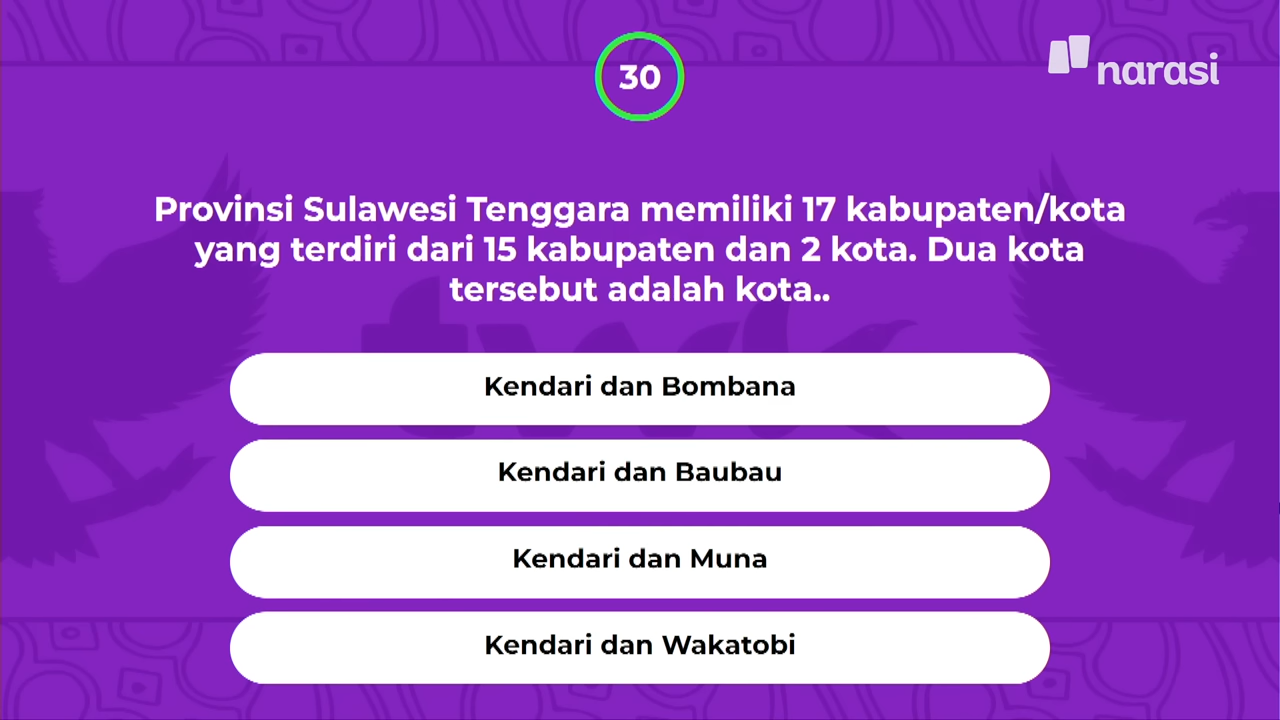 30
narasi
Provinsi Sulawesi Tenggara memiliki 17 kabupaten/kota
yang terdiri dari 15 kabupaten dan 2 kota. Dua kota
tersebut adalah kota..
twk
Kendari dan Bombana
Kendari dan Baubau
Kendari dan Muna
Kendari dan Wakatobi